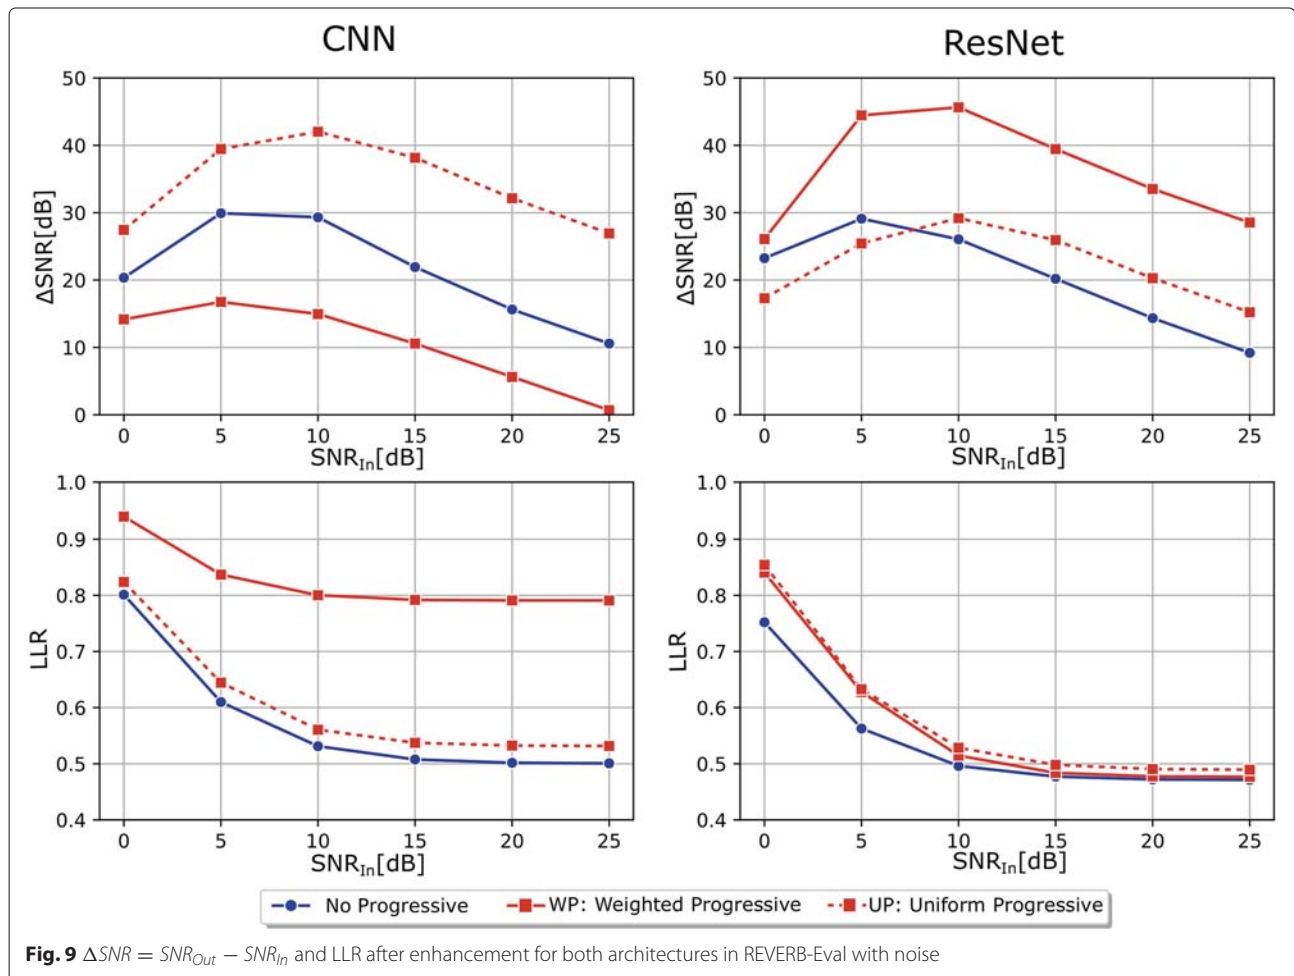 CNN
ResNet
50
40
30
20
10
0
ΔSNR[dB]
0 5 10 15 20 25
SNR_In[dB]
50
40
30
20
10
0
ΔSNR[dB]
0 5 10 15 20 25
SNR_In[dB]
1.0
0.9
0.8
0.7
0.6
0.5
0.4
LLR
0 5 10 15 20 25
SNR_In[dB]
1.0
0.9
0.8
0.7
0.6
0.5
0.4
LLR
0 5 10 15 20 25
SNR_In[dB]
No Progressive WP: Weighted Progressive UP: Uniform Progressive
Fig. 9 ΔSNR = SNR_Out − SNR_In and LLR after enhancement for both architectures in REVERB-Eval with noise